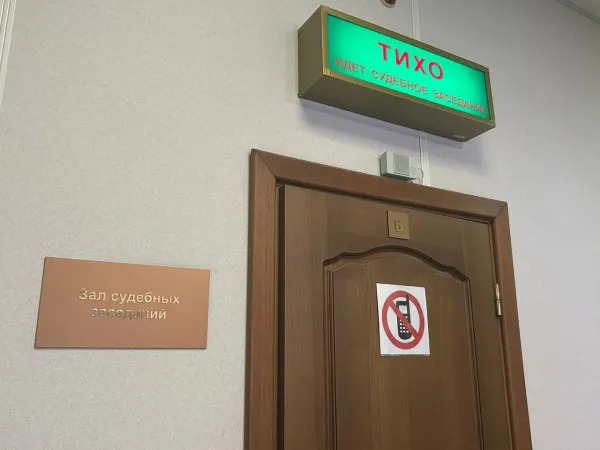 ТИХО
ИДЕТ СУДЕБНОЕ ЗАСЕДАНИЕ
6
Зал судебных
заседаний